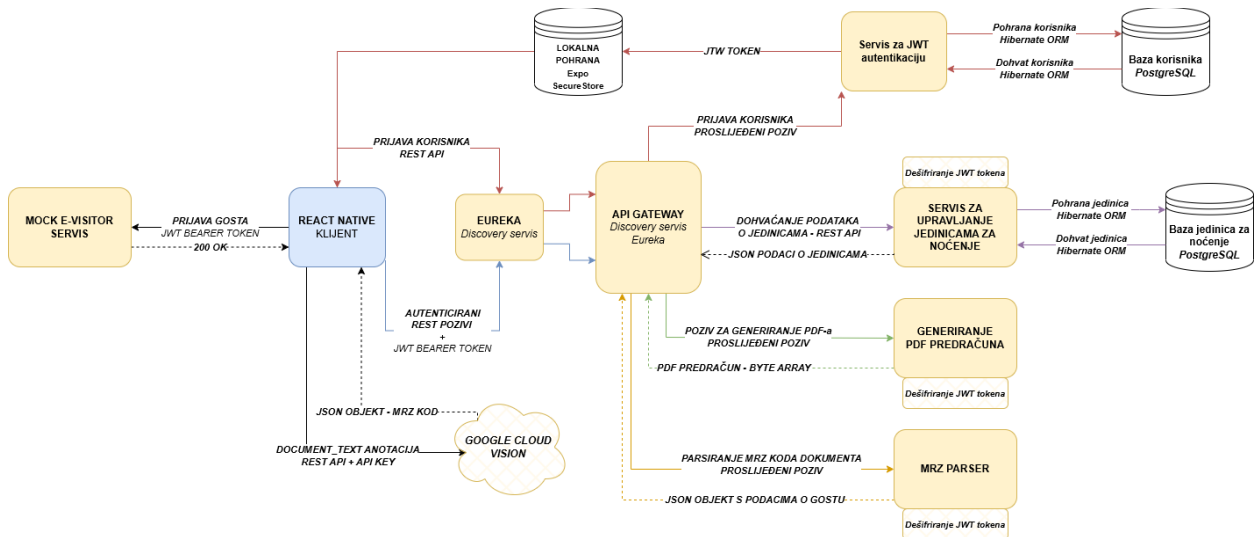 LOKALNA
POHRANA
Expo
SecureStore
JTW TOKEN
Servis za JWT
autentikaciju
Pohrana korisnika
Hibernate ORM
Dohvat korisnika
Hibernate ORM
Baza korisnika
PostgreSQL
PRIJAVA KORISNIKA
REST API
PRIJAVA KORISNIKA
PROSLIJEĐENI POZIV
MOCK E-VISITOR
SERVIS
PRIJAVA GOSTA
JWT BEARER TOKEN
200 OK
REACT NATIVE
KLIJENT
EUREKA
Discovery servis
API GATEWAY
Discovery servis
Eureka
DOHVAĆANJE PODATAKA
O JEDINICAMA - REST API
JSON PODACI O JEDINICAMA
Dešifriranje JWT tokena
SERVIS ZA
UPRAVLJANJE
JEDINICAMA ZA
NOĆENJE
Pohrana jedinica
Hibernate ORM
Dohvat jedinica
Hibernate ORM
Baza jedinica za
noćenje
PostgreSQL
AUTENTICIRANI
REST POZIVI
+
JWT BEARER TOKEN
POZIV ZA GENERIRANJE PDF-a
PROSLIJEĐENI POZIV
PDF PREDRAČUN - BYTE ARRAY
GENERIRANJE
PDF PREDRAČUNA
Dešifriranje JWT tokena
JSON OBJEKT - MRZ KOD
DOCUMENT_TEXT ANOTACIJA
REST API + API KEY
GOOGLE CLOUD
VISION
PARSIRANJE MRZ KODA DOKUMENTA
PROSLIJEĐENI POZIV
JSON OBJEKT S PODACIMA O GOSTU
MRZ PARSER
Dešifriranje JWT tokena